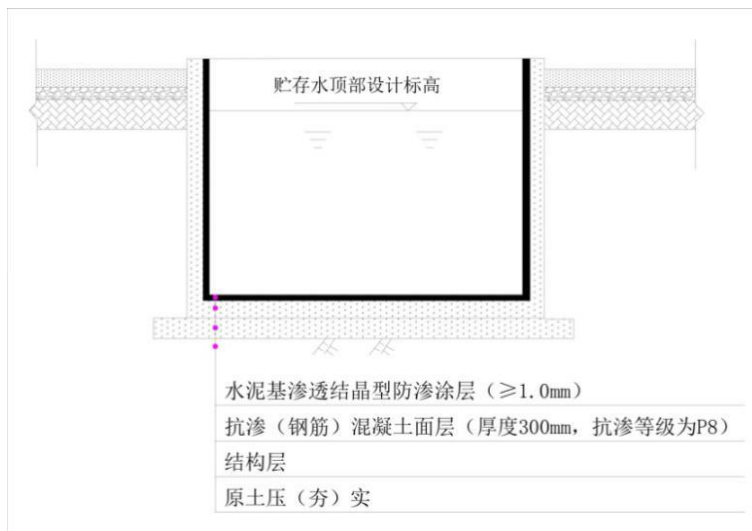 贮存水顶部设计标高
水泥基渗透结晶型防渗涂层（≥1.0mm）
抗渗（钢筋）混凝土面层（厚度300mm，抗渗等级为P8）
结构层
原土压（夯）实